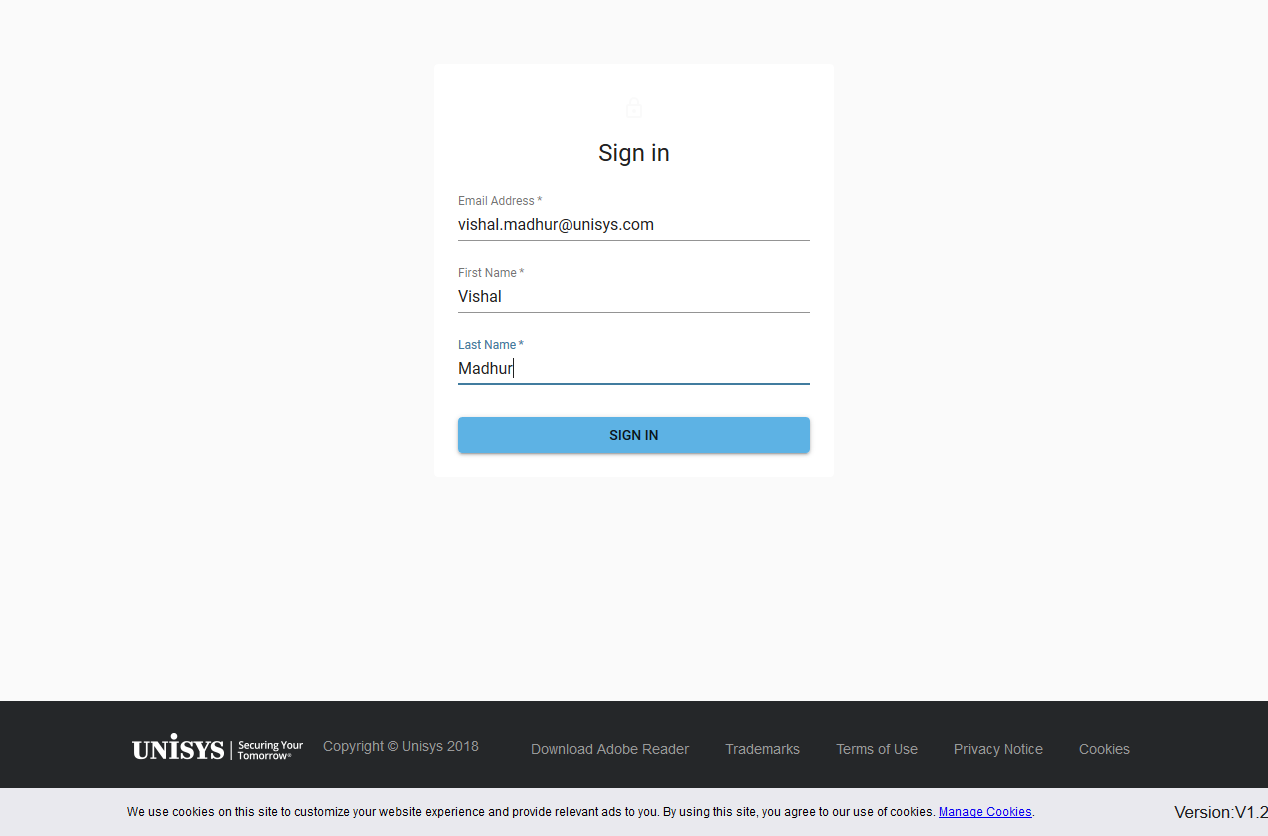 Sign in
Email Address *
vishal.madhur@unisys.com
First Name *
Vishal
Last Name *
Madhur
SIGN IN
UNISYS | Securing Your Tomorrow®
Copyright © Unisys 2018
Download Adobe Reader Trademarks Terms of Use Privacy Notice Cookies
We use cookies on this site to customize your website experience and provide relevant ads to you. By using this site, you agree to our use of cookies. Manage Cookies.
Version:V1.2